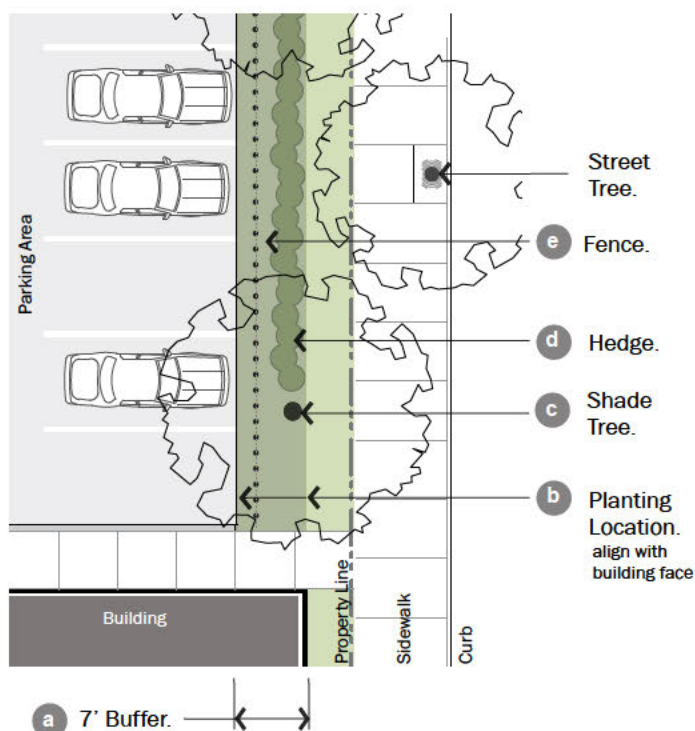 Street
Tree.
e Fence.
Parking Area
d Hedge.
c Shade
Tree.
b Planting
Location.
align with
building face
Building
Property Line
Sidewalk
Curb
a 7' Buffer.